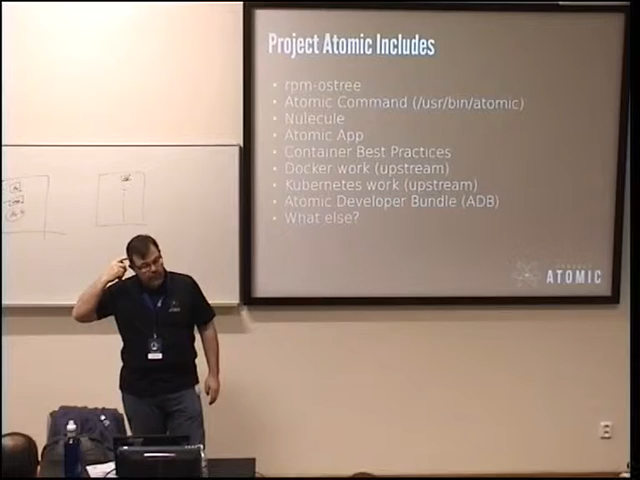 Project Atomic Includes
• rpm-ostree
• Atomic Command (/usr/bin/atomic)
• Nulecule
• Atomic App
• Container Best Practices
• Docker work (upstream)
• Kubernetes work (upstream)
• Atomic Developer Bundle (ADB)
• What else?
ATOMIC